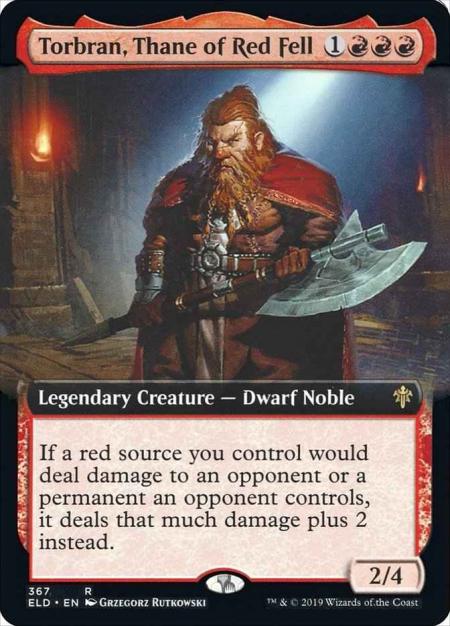 Torbran, Thane of Red Fell 1
Legendary Creature — Dwarf Noble
If a red source you control would
deal damage to an opponent or a
permanent an opponent controls,
it deals that much damage plus 2
instead.
2/4
367 R
ELD • EN Grzegorz Rutkowski ™ & © 2019 Wizards of the Coast